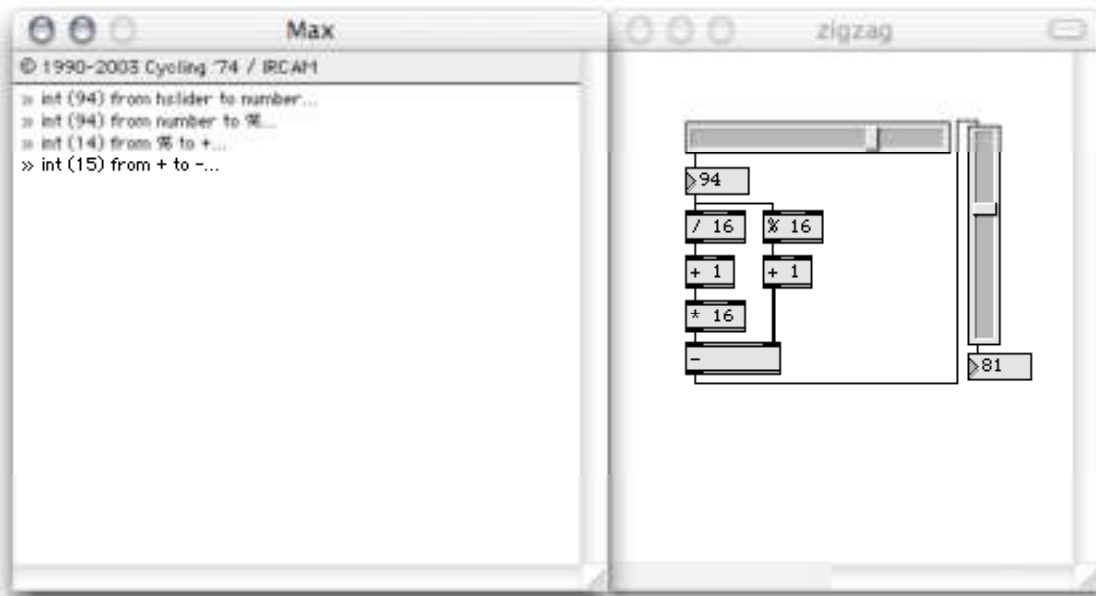 Max
© 1990-2003 Cycling '74 / IRCAM
» int (94) from hslider to number...
» int (94) from number to %...
» int (14) from % to +...
» int (15) from + to -...
zigzag
94
/ 16
% 16
+ 1
+ 1
* 16
-
81